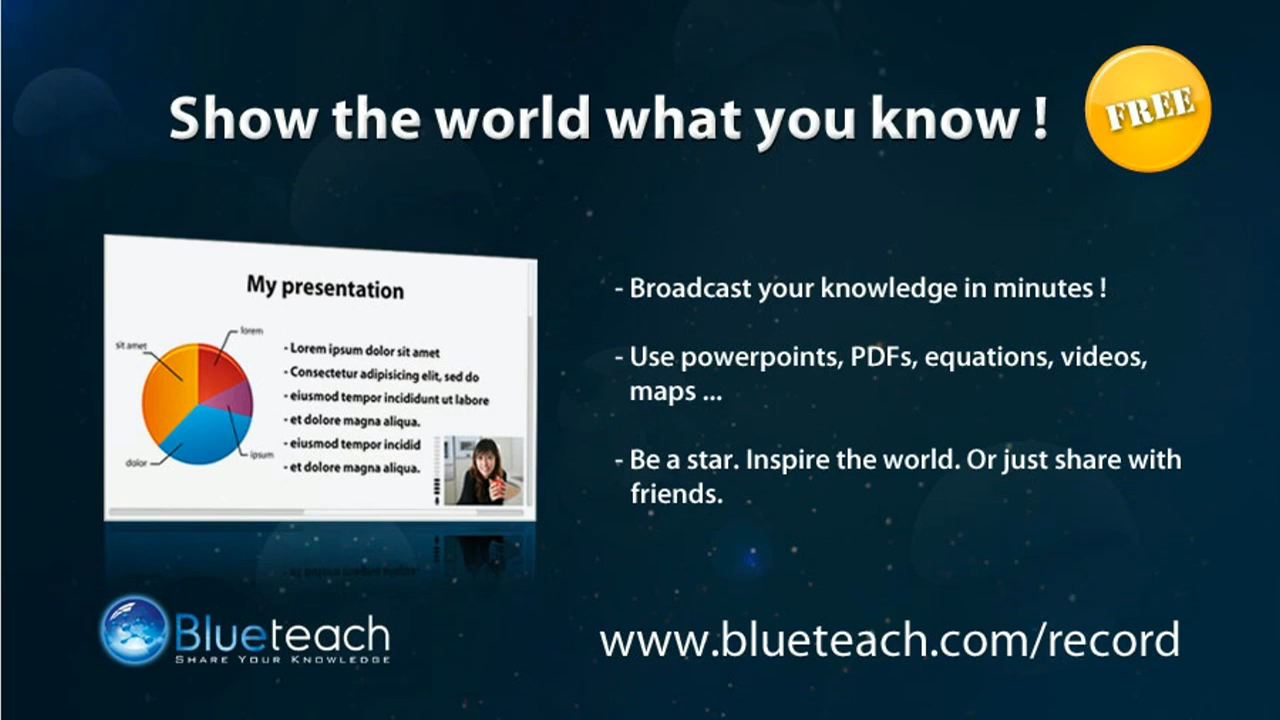 Show the world what you know !
FREE
My presentation
lorem
sit amet
ipsum
dolor
- Lorem ipsum dolor sit amet
- Consectetur adipisicing elit, sed do
- eiusmod tempor incididunt ut labore
- et dolore magna aliqua.
- eiusmod tempor incidid
- et dolore magna aliqua.
- Broadcast your knowledge in minutes !
- Use powerpoints, PDFs, equations, videos,
maps ...
- Be a star. Inspire the world. Or just share with
friends.
Blueteach
SHARE YOUR KNOWLEDGE
www.blueteach.com/record